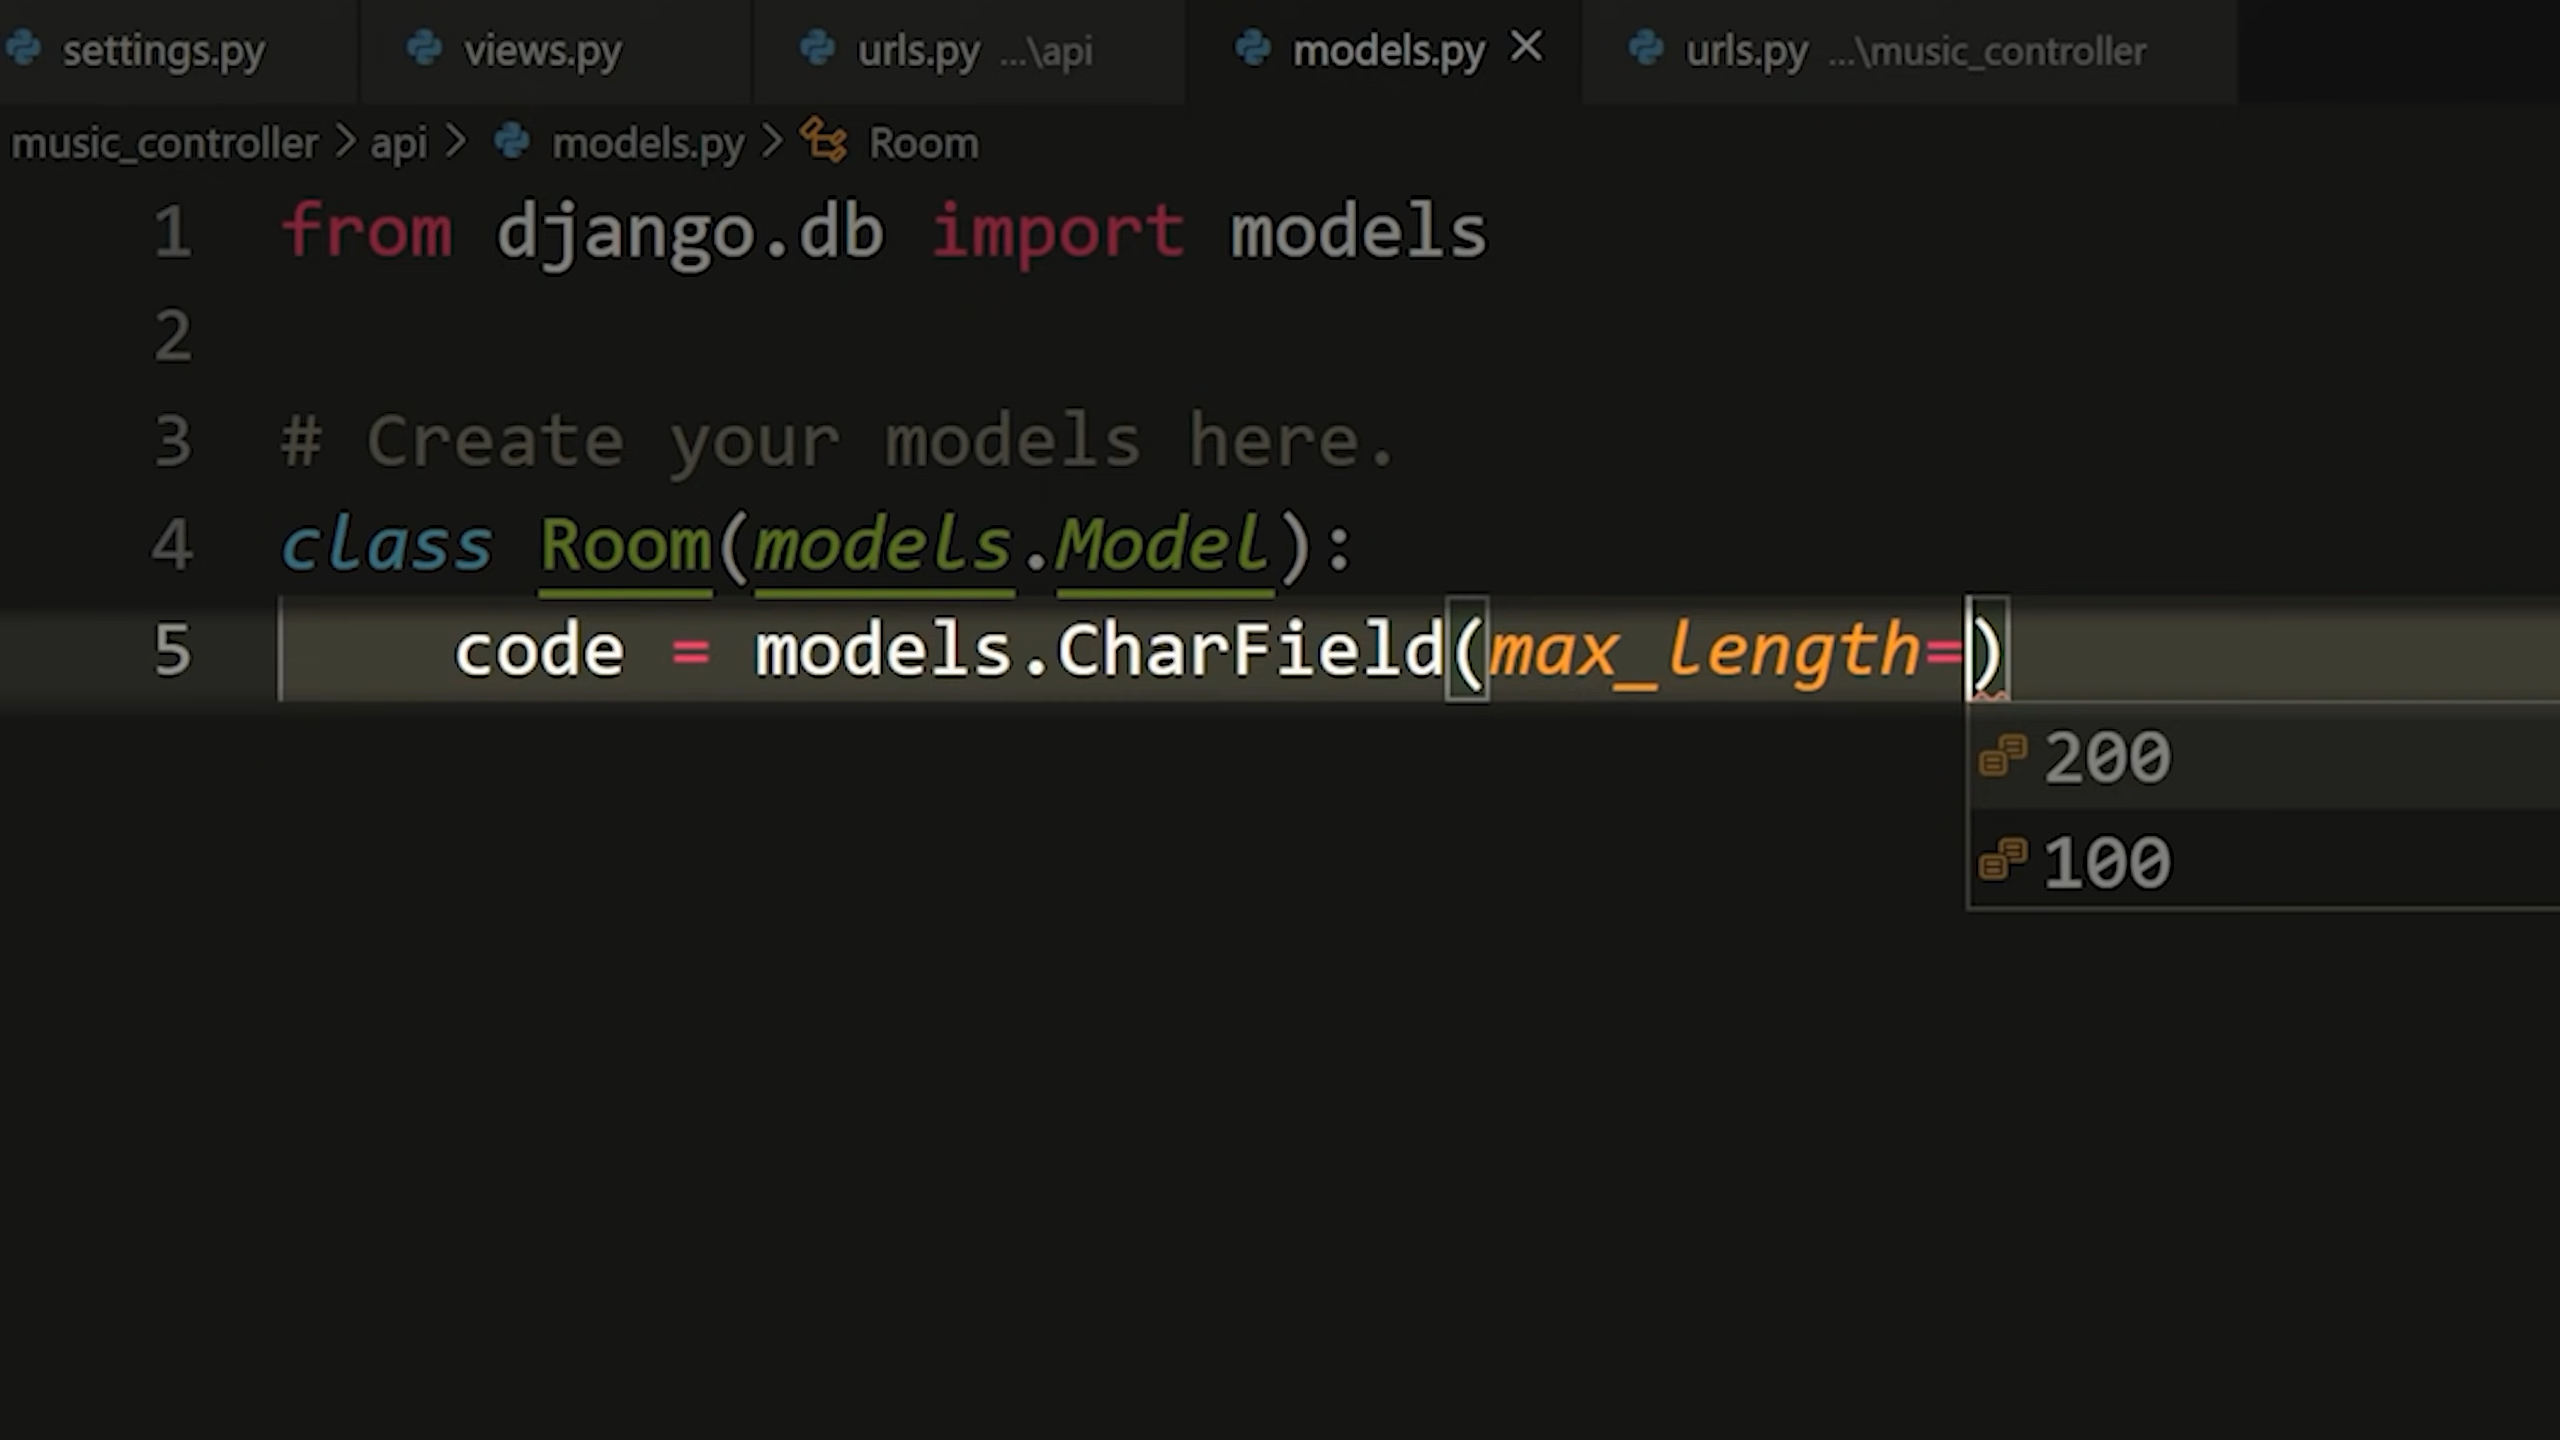 settings.py views.py urls.py ...\api models.py urls.py ...\music_controller
music_controller > api > models.py > Room
1 from django.db import models
2
3 # Create your models here.
4 class Room(models.Model):
5 code = models.CharField(max_length=)
200
100